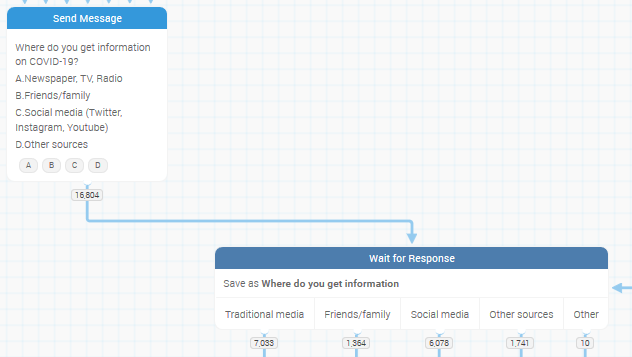 Send Message
Where do you get information
on COVID-19?
A.Newspaper, TV, Radio
B.Friends/family
C.Social media (Twitter,
Instagram, Youtube)
D.Other sources
A B C D
16,804
Wait for Response
Save as Where do you get information
Traditional media Friends/family Social media Other sources Other
7,033 1,364 6,078 1,741 10